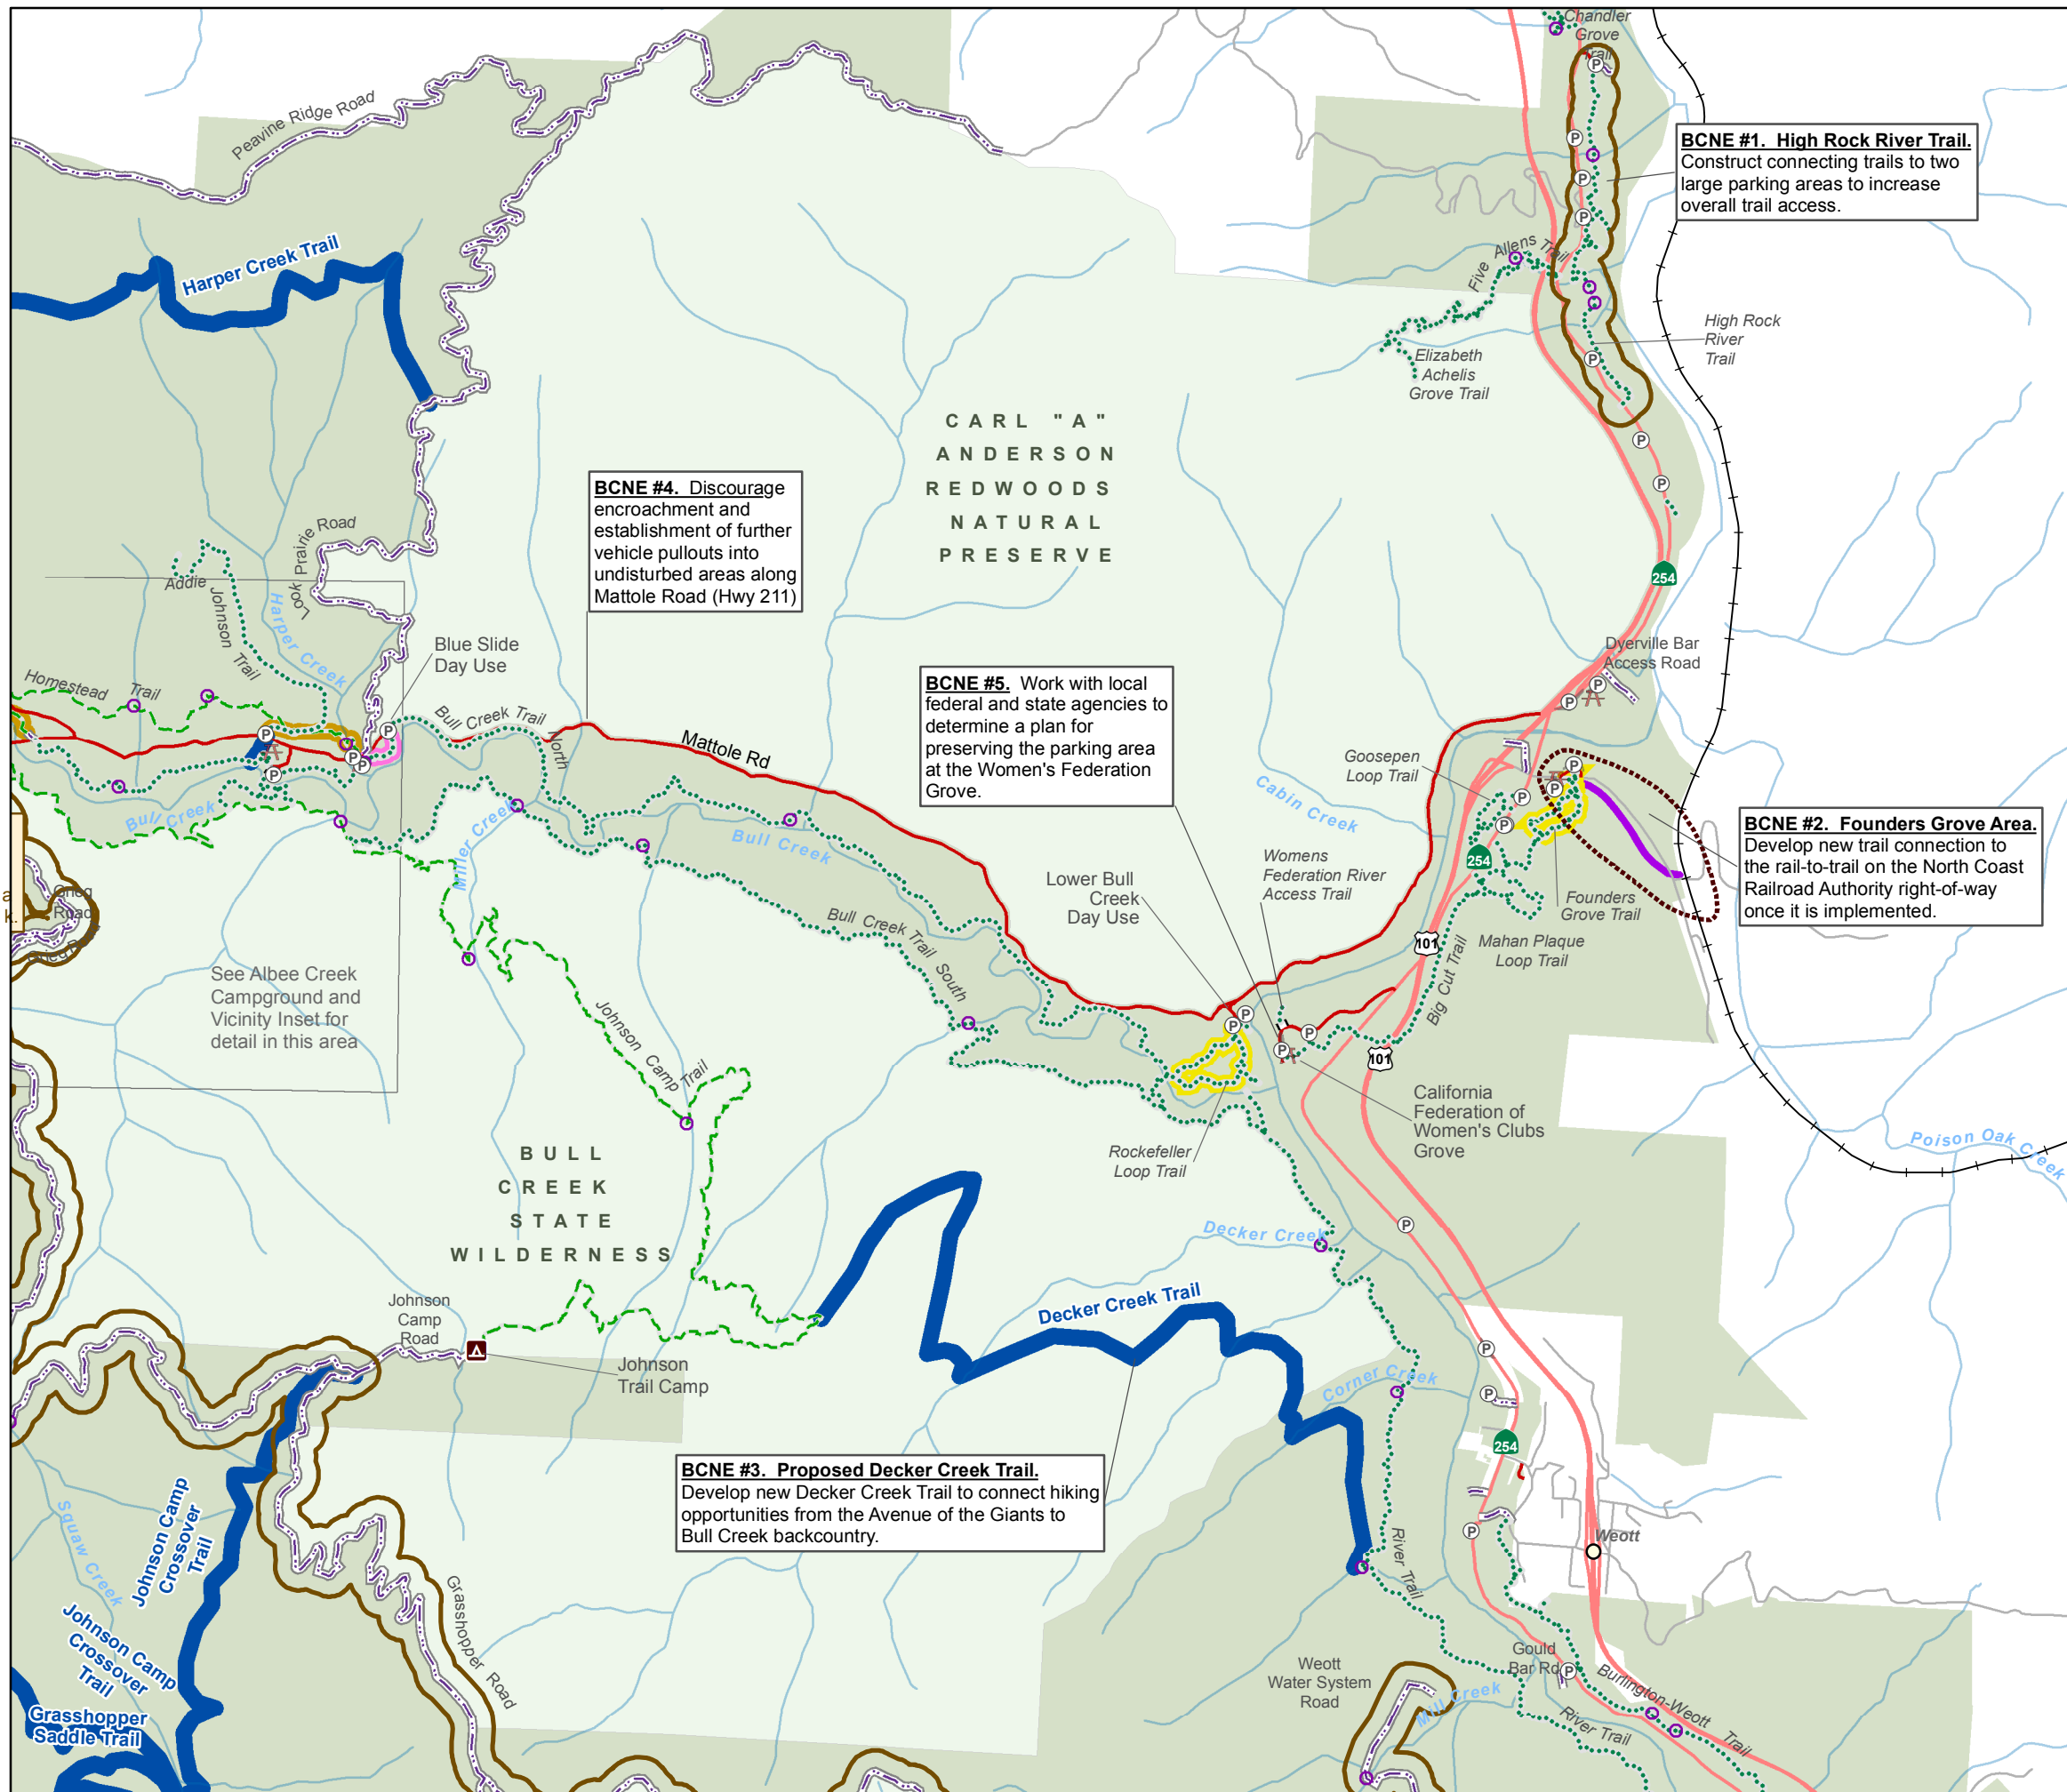 Chandler
Grove
Trail
Peavine Ridge Road
BCNE #1.  High Rock River Trail.
Construct connecting trails to two
large parking areas to increase
overall trail access.
Harper Creek Trail
Five Allens Trail
High Rock
River
Trail
Elizabeth
Achelis
Grove Trail
CARL "A"
ANDERSON
REDWOODS
NATURAL
PRESERVE
BCNE #4.  Discourage
encroachment and
establishment of further
vehicle pullouts into
undisturbed areas along
Mattole Road (Hwy 211)
Look Prairie Road
Addie
Johnson Trail
Harper Creek
254
Blue Slide
Day Use
Dyerville Bar
Access Road
Homestead Trail
BCNE #5.  Work with local
federal and state agencies to
determine a plan for
preserving the parking area
at the Women's Federation
Grove.
Bull Creek Trail
North
Mattole Rd
Goosepen
Loop Trail
Cabin Creek
Bull Creek
Miller Creek
Bull Creek
BCNE #2.  Founders Grove Area.
Develop new trail connection to
the rail-to-trail on the North Coast
Railroad Authority right-of-way
once it is implemented.
254
Womens
Federation River
Access Trail
Lower Bull
Creek
Day Use
Founders
Grove Trail
a
k.
Road
Bull Creek Trail South
101
Mahan Plaque
Loop Trail
Big Cut Trail
See Albee Creek
Campground and
Vicinity Inset for
detail in this area
Johnson Camp Trail
101
California
Federation of
Women's Clubs
Grove
Poison Oak Creek
Rockefeller
Loop Trail
BULL
CREEK
STATE
WILDERNESS
Decker Creek
Decker Creek Trail
Johnson
Camp
Road
Johnson
Trail Camp
Corner Creek
254
BCNE #3.  Proposed Decker Creek Trail.
Develop new Decker Creek Trail to connect hiking
opportunities from the Avenue of the Giants to
Bull Creek backcountry.
Squaw Creek
Johnson Camp
Crossover
Trail
Weott
River Trail
Grasshopper Road
Johnson Camp
Crossover
Trail
Gould
Bar Rd
Weott
Water System
Road
Burlington-Weott Trail
Mill Creek
River Trail
Grasshopper
Saddle Trail